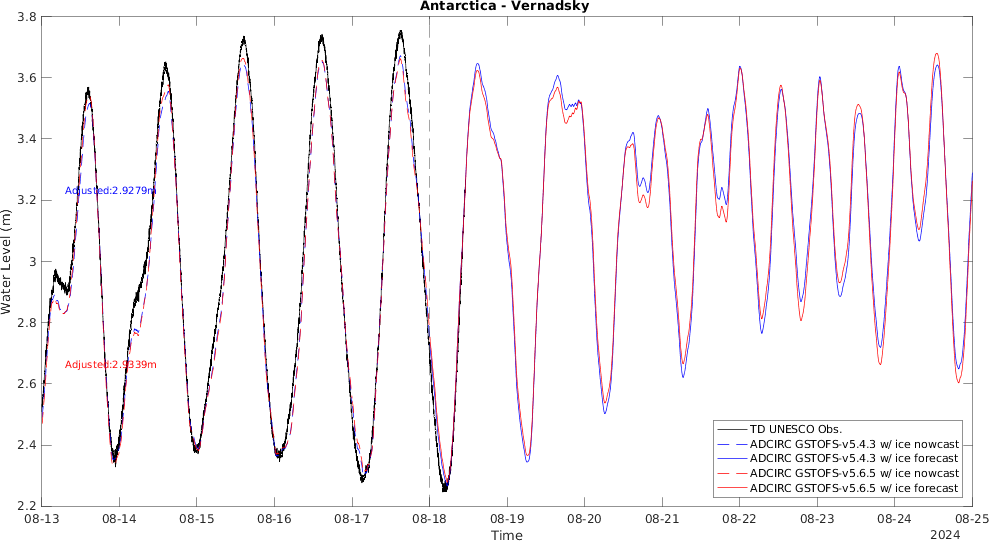 Antarctica - Vernadsky
3.8
3.6
3.4
3.2
3
2.8
2.6
2.4
2.2
Water Level (m)
Adjusted:2.9279m
Adjusted:2.9339m
TD UNESCO Obs.
ADCIRC GSTOFS-v5.4.3 w/ ice nowcast
ADCIRC GSTOFS-v5.4.3 w/ ice forecast
ADCIRC GSTOFS-v5.6.5 w/ ice nowcast
ADCIRC GSTOFS-v5.6.5 w/ ice forecast
08-13 08-14 08-15 08-16 08-17 08-18 08-19 08-20 08-21 08-22 08-23 08-24 08-25
Time
2024